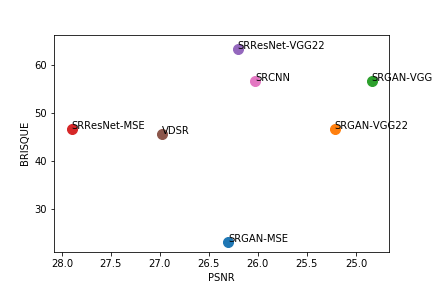 SRResNet-VGG22
SRCNN
SRGAN-VGG
SRResNet-MSE
VDSR
SRGAN-VGG22
SRGAN-MSE
BRISQUE
60
50
40
30
28.0 27.5 27.0 26.5 26.0 25.5 25.0
PSNR